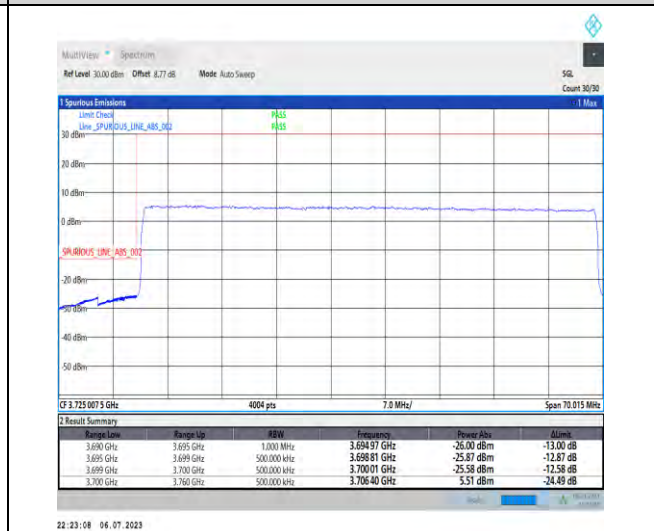 MultiView Spectrum
Ref Level 30.00 dBm Offset 8.77 dB Mode Auto Sweep SGL
Count 30/30
1 Spurious Emissions 1 Max
Limit Check PASS
Line _SPURIOUS_LINE_ABS_002 PASS
30 dBm
20 dBm
10 dBm
0 dBm
SPURIOUS_LINE_ABS_002
-20 dBm
-30 dBm
-40 dBm
-50 dBm
CF 3.725 007 5 GHz 4004 pts 7.0 MHz/ Span 70.015 MHz
2 Result Summary
Range Low Range Up RBW Frequency Power Abs ΔLimit
3.690 GHz 3.695 GHz 1.000 MHz 3.694 97 GHz -26.00 dBm -13.00 dB
3.695 GHz 3.699 GHz 500.000 kHz 3.698 81 GHz -25.87 dBm -12.87 dB
3.699 GHz 3.700 GHz 500.000 kHz 3.700 01 GHz -25.58 dBm -12.58 dB
3.700 GHz 3.760 GHz 500.000 kHz 3.706 40 GHz 5.51 dBm -24.49 dB
22:23:08 06.07.2023